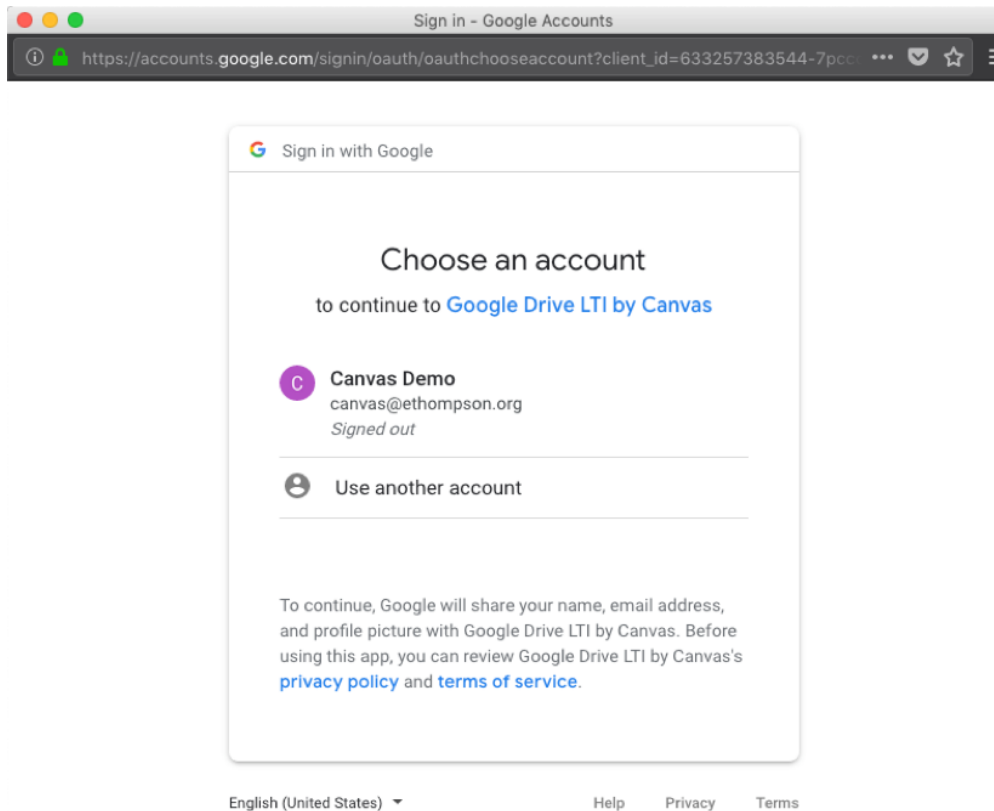 Sign in - Google Accounts
https://accounts.google.com/signin/oauth/oauthchooseaccount?client_id=633257383544-7pcc
G Sign in with Google
Choose an account
to continue to Google Drive LTI by Canvas
C
Canvas Demo
canvas@ethompson.org
Signed out
Use another account
To continue, Google will share your name, email address,
and profile picture with Google Drive LTI by Canvas. Before
using this app, you can review Google Drive LTI by Canvas's
privacy policy and terms of service.
English (United States) Help Privacy Terms